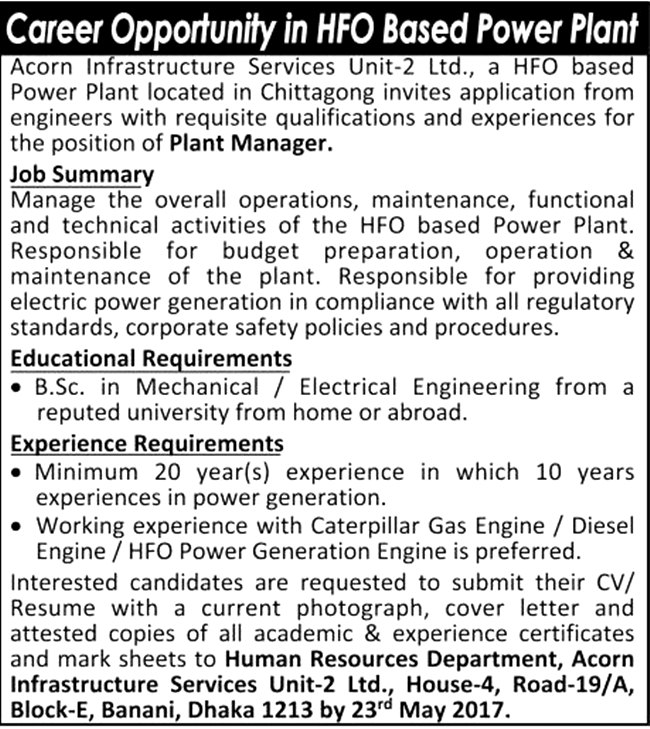 Career Opportunity in HFO Based Power Plant
Acorn Infrastructure Services Unit-2 Ltd., a HFO based
Power Plant located in Chittagong invites application from
engineers with requisite qualifications and experiences for
the position of Plant Manager.
Job Summary
Manage the overall operations, maintenance, functional
and technical activities of the HFO based Power Plant.
Responsible for budget preparation, operation &
maintenance of the plant. Responsible for providing
electric power generation in compliance with all regulatory
standards, corporate safety policies and procedures.
Educational Requirements
• B.Sc. in Mechanical / Electrical Engineering from a
reputed university from home or abroad.
Experience Requirements
• Minimum 20 year(s) experience in which 10 years
experiences in power generation.
• Working experience with Caterpillar Gas Engine / Diesel
Engine / HFO Power Generation Engine is preferred.
Interested candidates are requested to submit their CV/
Resume with a current photograph, cover letter and
attested copies of all academic & experience certificates
and mark sheets to Human Resources Department, Acorn
Infrastructure Services Unit-2 Ltd., House-4, Road-19/A,
Block-E, Banani, Dhaka 1213 by 23rd May 2017.